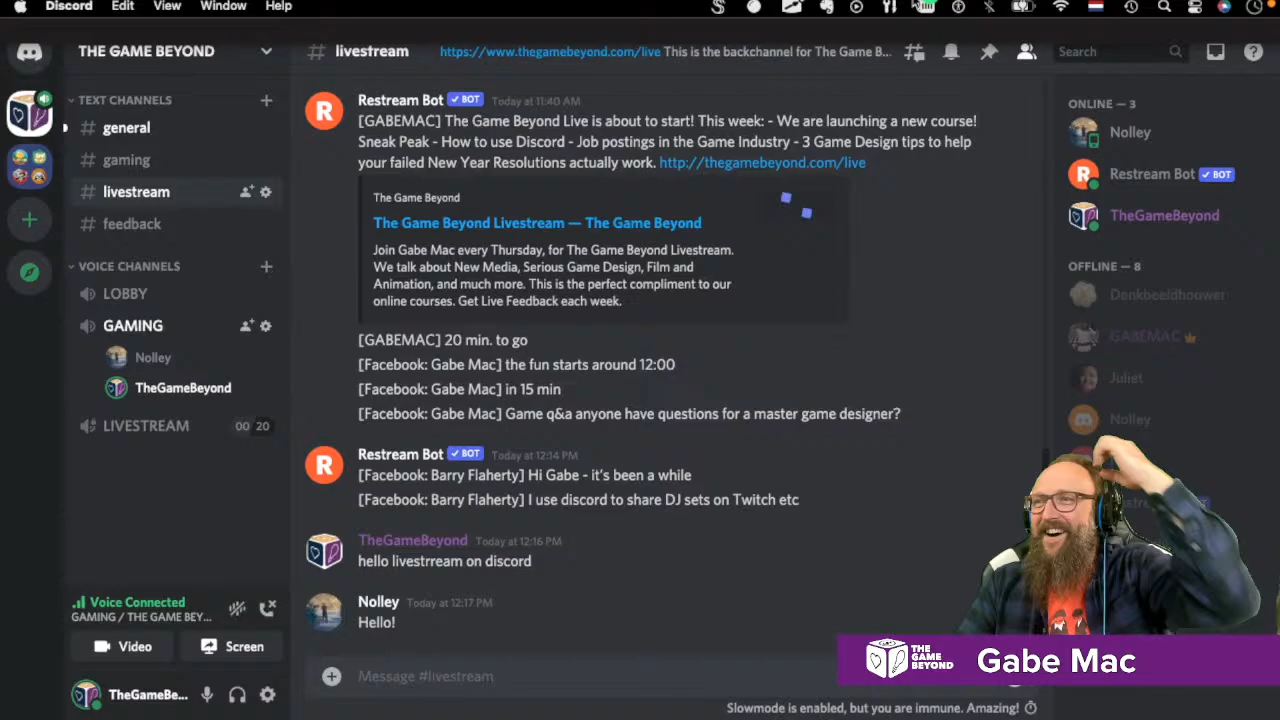 Discord Edit View Window Help
THE GAME BEYOND
TEXT CHANNELS
general
gaming
livestream
feedback
VOICE CHANNELS
LOBBY
GAMING
Nolley
TheGameBeyond
LIVESTREAM 00 20
Voice Connected
GAMING / THE GAME BEY...
Video Screen
TheGameBe...
# livestream https://www.thegamebeyond.com/live This is the backchannel for The Game B...
Search
R Restream Bot BOT Today at 11:40 AM
[GABEMAC] The Game Beyond Live is about to start! This week: - We are launching a new course!
Sneak Peak - How to use Discord - Job postings in the Game Industry - 3 Game Design tips to help
your failed New Year Resolutions actually work. http://thegamebeyond.com/live
The Game Beyond
The Game Beyond Livestream — The Game Beyond
Join Gabe Mac every Thursday, for The Game Beyond Livestream.
We talk about New Media, Serious Game Design, Film and
Animation, and much more. This is the perfect compliment to our
online courses. Get Live Feedback each week.
[GABEMAC] 20 min. to go
[Facebook: Gabe Mac] the fun starts around 12:00
[Facebook: Gabe Mac] in 15 min
[Facebook: Gabe Mac] Game q&a anyone have questions for a master game designer?
R Restream Bot BOT Today at 12:14 PM
[Facebook: Barry Flaherty] Hi Gabe - it's been a while
[Facebook: Barry Flaherty] I use discord to share DJ sets on Twitch etc
TheGameBeyond Today at 12:16 PM
hello livestrream on discord
Nolley Today at 12:17 PM
Hello!
Message #livestream
Slowmode is enabled, but you are immune. Amazing!
ONLINE — 3
Nolley
R Restream Bot BOT
TheGameBeyond
OFFLINE — 8
Donkbeeldhouwer
GABEMAC
Juliet
Nolley
THE
GAME
BEYOND
Gabe Mac